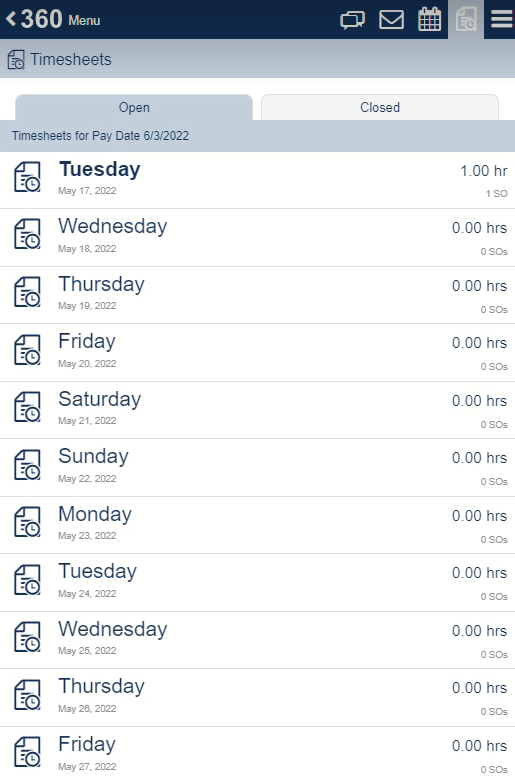 360 Menu
Timesheets
Open Closed
Timesheets for Pay Date 6/3/2022
Tuesday 1.00 hr
May 17, 2022 1 SO
Wednesday 0.00 hrs
May 18, 2022 0 SOs
Thursday 0.00 hrs
May 19, 2022 0 SOs
Friday 0.00 hrs
May 20, 2022 0 SOs
Saturday 0.00 hrs
May 21, 2022 0 SOs
Sunday 0.00 hrs
May 22, 2022 0 SOs
Monday 0.00 hrs
May 23, 2022 0 SOs
Tuesday 0.00 hrs
May 24, 2022 0 SOs
Wednesday 0.00 hrs
May 25, 2022 0 SOs
Thursday 0.00 hrs
May 26, 2022 0 SOs
Friday 0.00 hrs
May 27, 2022 0 SOs